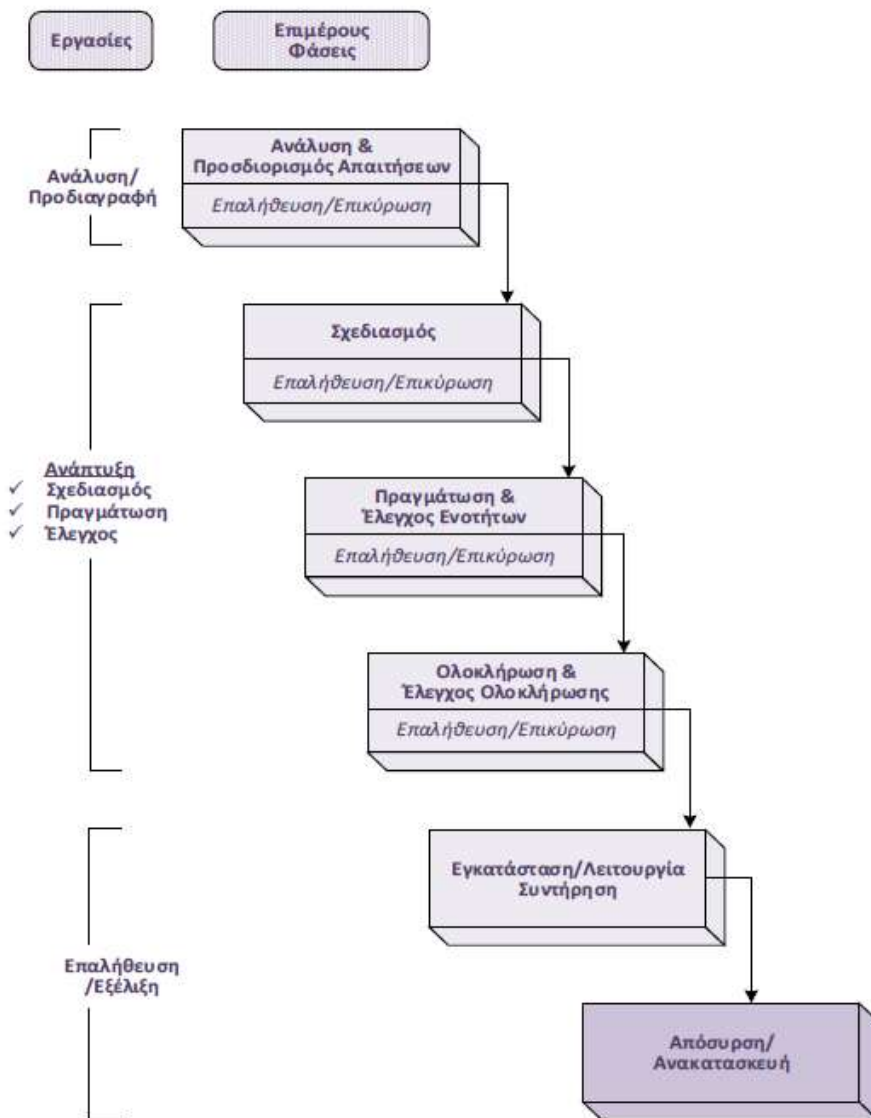 Εργασίες
Επιμέρους
Φάσεις
Ανάλυση/
Προδιαγραφή
Ανάλυση &
Προσδιορισμός Απαιτήσεων
Επαλήθευση/Επικύρωση
Σχεδιασμός
Επαλήθευση/Επικύρωση
Ανάπτυξη
✓ Σχεδιασμός
✓ Πραγμάτωση
✓ Έλεγχος
Πραγμάτωση &
Έλεγχος Ενοτήτων
Επαλήθευση/Επικύρωση
Ολοκλήρωση &
Έλεγχος Ολοκλήρωσης
Επαλήθευση/Επικύρωση
Εγκατάσταση/Λειτουργία
Συντήρηση
Επαλήθευση
/Εξέλιξη
Απόσυρση/
Ανακατασκευή